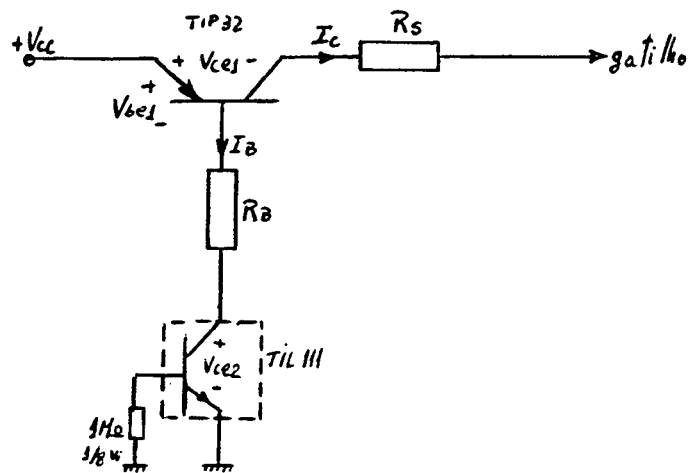 TIP32
+Vcc
+ Vce1 -
Ic
Rs
gatilho
+
Vbe1
-
IB
RB
+
Vce2
-
TIL 111
1MΩ
1/8 W